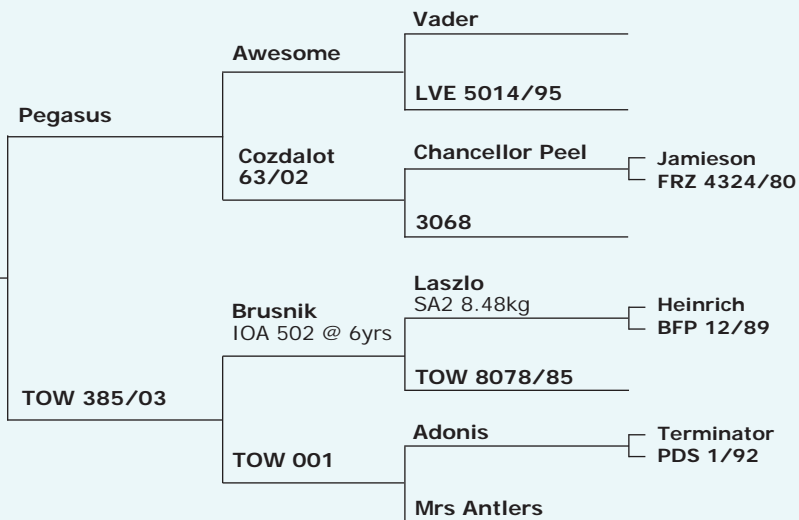 Vader
Awesome
LVE 5014/95
Pegasus
Cozdalot
63/02
Chancellor Peel
Jamieson
FRZ 4324/80
3068
Laszlo
SA2 8.48kg
Brusnik
IOA 502 @ 6yrs
Heinrich
BFP 12/89
TOW 8078/85
TOW 385/03
Adonis
Terminator
PDS 1/92
TOW 001
Mrs Antlers